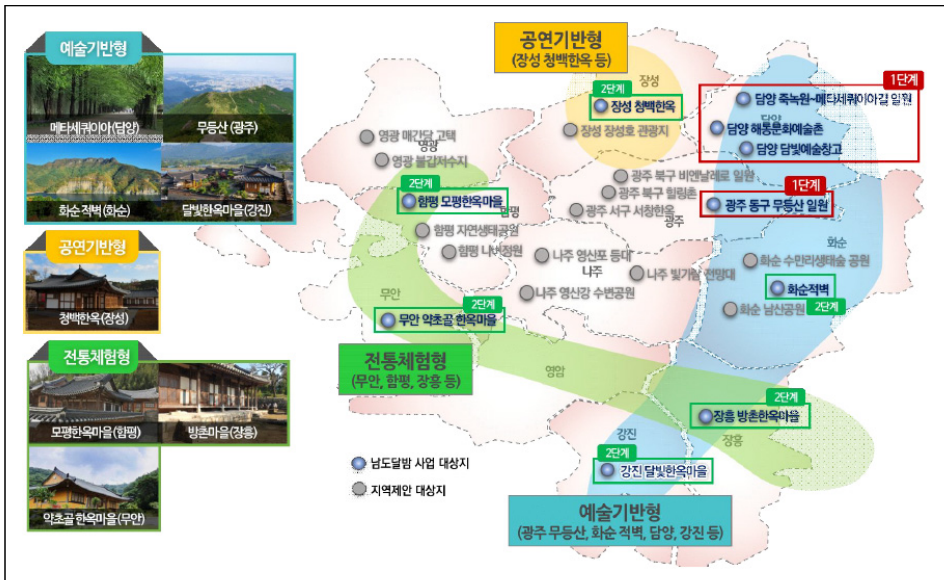 예술기반형
메타세쿼이아(담양)
무등산 (광주)
화순 적벽 (화순)
달빛한옥마을(강진)
공연기반형
청백한옥(장성)
전통체험형
모평한옥마을(함평)
방촌마을(장흥)
약초골 한옥마을(무안)
공연기반형
(장성 청백한옥 등)
장성
2단계
장성 청백한옥
장성 장성호 관광지
1단계
담양 죽녹원~메타세쿼이아길 일원
담양
담양 해동문화예술촌
담양 담빛예술창고
영광 매간당 고택
영광
영광 불갑저수지
광주 북구 비엔날레로 일원
광주 북구 힐링촌
광주 서구 서창한옥
광주
1단계
광주 동구 무등산 일원
2단계
함평 모평한옥마을
함평
함평 자연생태공원
함평 나비정원
나주 영산포 등대
나주
나주 빛가람 전망대
나주 영산강 수변공원
화순
화순 수만리생태숲 공원
화순적벽
2단계
화순 남산공원
무안
2단계
무안 약초골 한옥마을
전통체험형
(무안, 함평, 장흥 등)
영암
2단계
장흥 방촌한옥마을
장흥
강진
2단계
강진 달빛한옥마을
남도달밤 사업 대상지
지역제안 대상지
예술기반형
(광주 무등산, 화순 적벽, 담양, 강진 등)